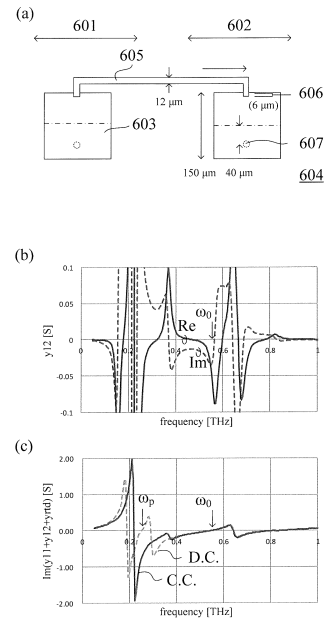 (a)
601
602
605
12 μm
(6 μm)
606
603
607
150 μm
40 μm
604
(b)
0.1
0.05
0
-0.05
-0.1
y12 [S]
ω0
Re
Im
0 0.2 0.4 0.6 0.8 1
frequency [THz]
(c)
2.00
1.00
0.00
-1.00
-2.00
Im(y11+y12+yrtd) [S]
ωp
ω0
D.C.
C.C.
0 0.2 0.4 0.6 0.8 1
frequency [THz]